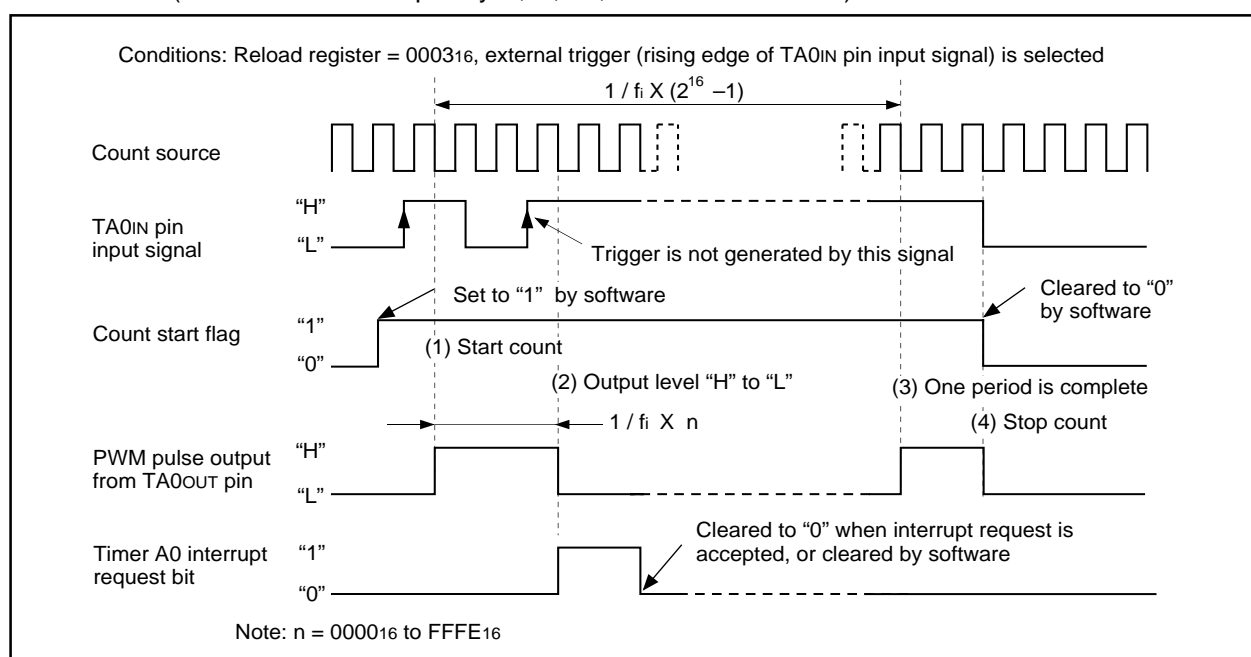 Conditions: Reload register = 000316, external trigger (rising edge of TA0IN pin input signal) is selected
1 / fi X (2^16 –1)
Count source
TA0IN pin
input signal
“H”
“L”
Trigger is not generated by this signal
Count start flag
“1”
“0”
Set to “1” by software
Cleared to “0”
by software
(1) Start count
(2) Output level “H” to “L”
(3) One period is complete
(4) Stop count
1 / fi X n
PWM pulse output
from TA0OUT pin
“H”
“L”
Timer A0 interrupt
request bit
“1”
“0”
Cleared to “0” when interrupt request is
accepted, or cleared by software
Note: n = 000016 to FFFE16